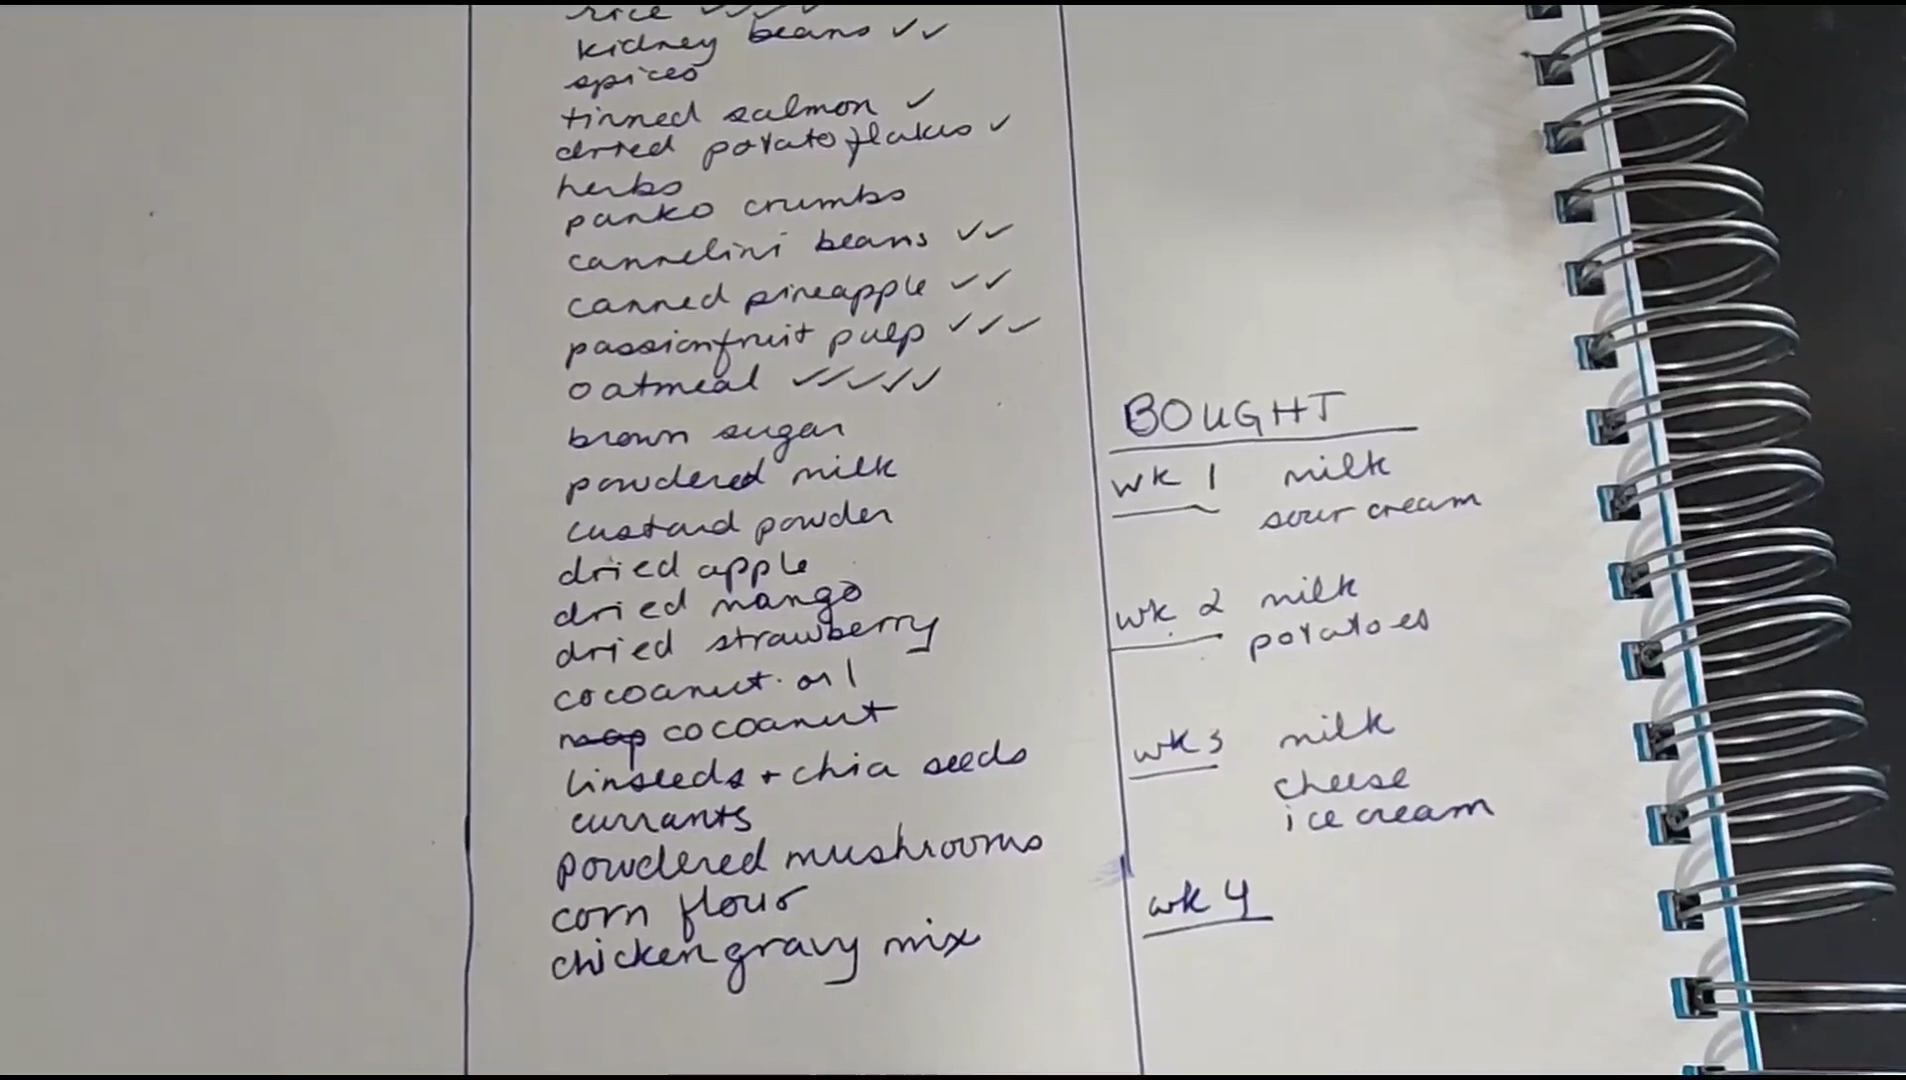 rice ✓✓✓✓
kidney beans ✓✓
spices
tinned salmon ✓
dried potato flakes ✓
herbs
panko crumbs
cannelini beans ✓✓
canned pineapple ✓✓
passionfruit pulp ✓✓✓
oatmeal ✓✓✓✓✓
brown sugar
powdered milk
custard powder
dried apple
dried mango
dried strawberry
cocoanut oil
cocoanut
linseeds + chia seeds
currants
powdered mushrooms
corn flour
chicken gravy mix
BOUGHT
wk 1 milk
sour cream
wk 2 milk
potatoes
wk 3 milk
cheese
ice cream
wk 4